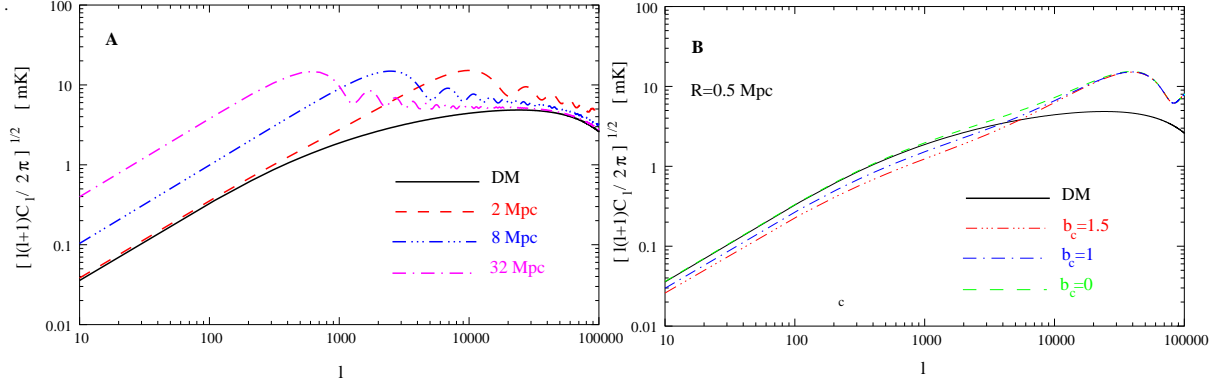 .
A
[ l(l+1)C_l / 2 π ] ^1/2 [ mK]
100
10
1
0.1
0.01
DM
2 Mpc
8 Mpc
32 Mpc
10 100 1000 10000 100000
l
B
R=0.5 Mpc
[ l(l+1)C_l / 2 π ] ^1/2 [ mK]
100
10
1
0.1
0.01
DM
b_c=1.5
b_c=1
b_c=0
c
10 100 1000 10000 100000
l